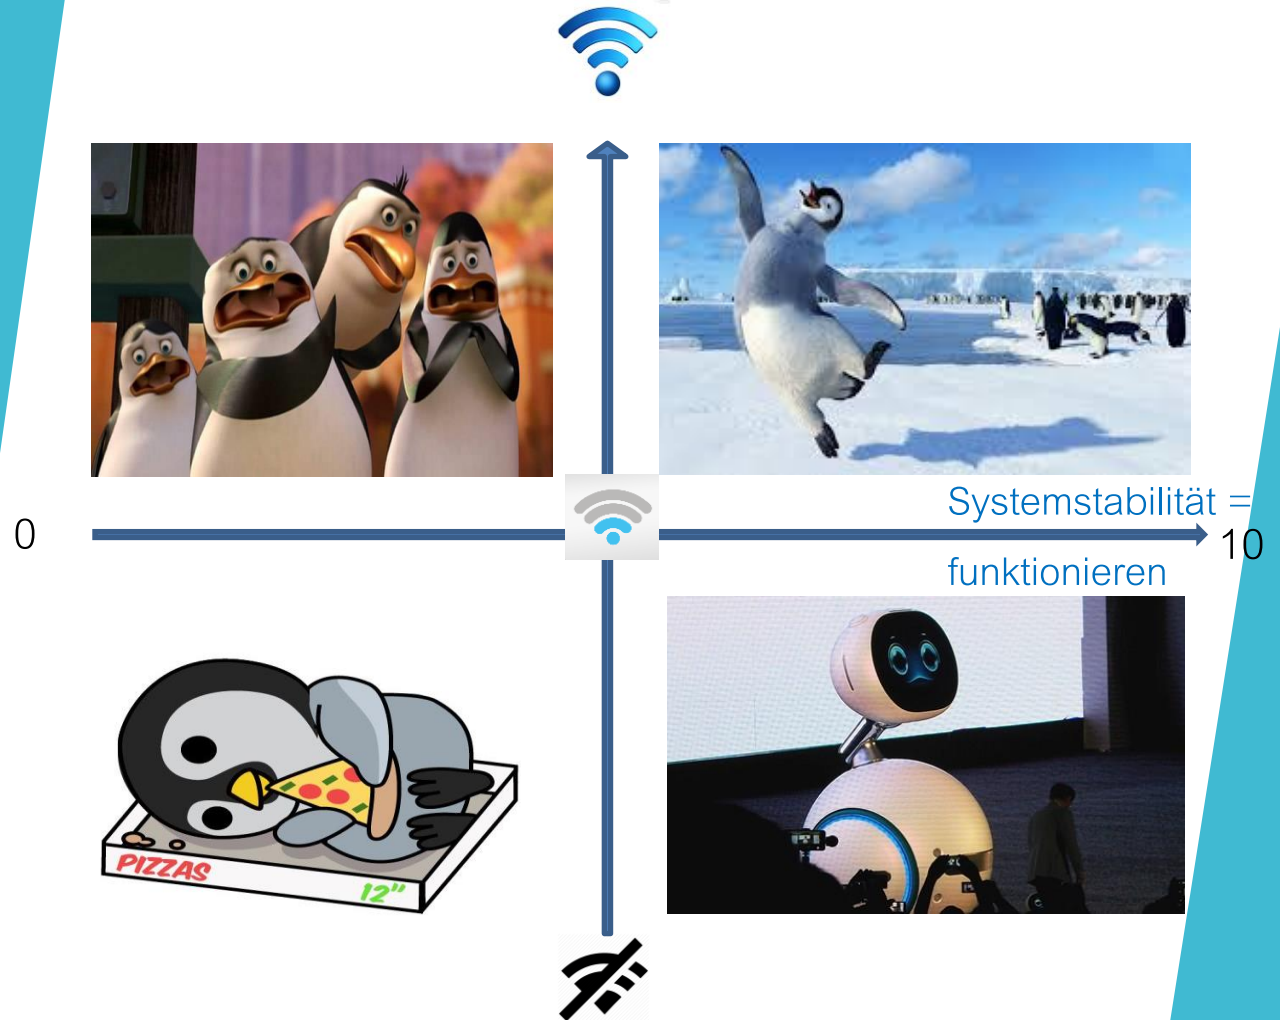 Systemstabilität =
0
10
funktionieren
PIZZAS
12"